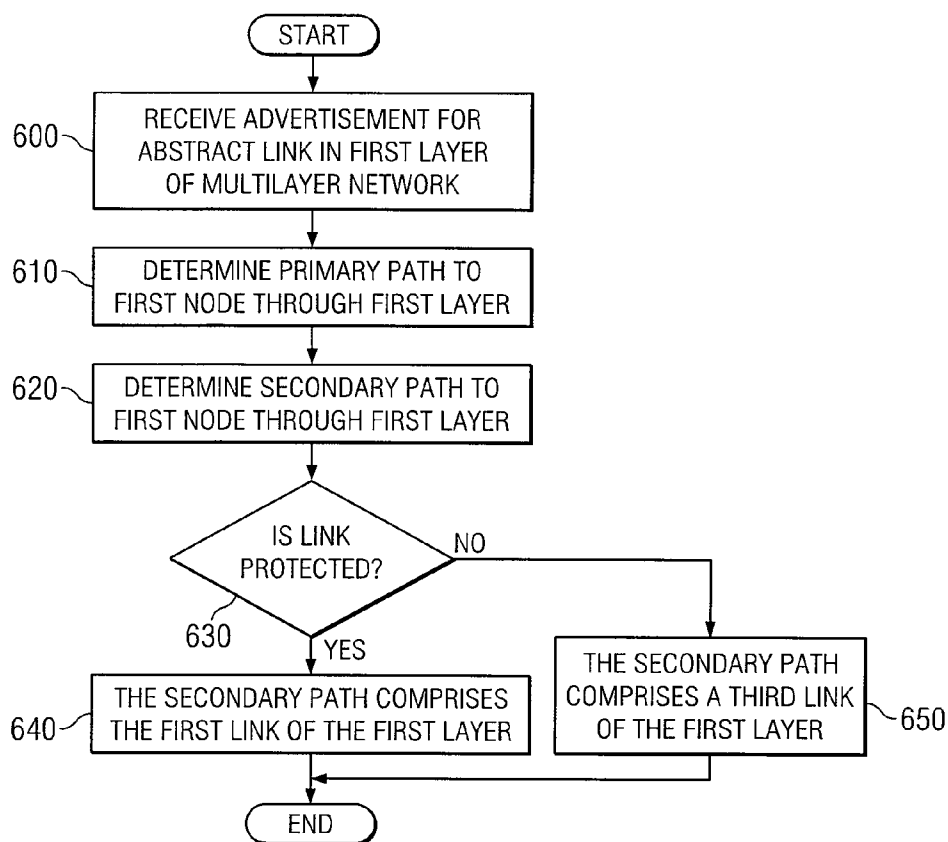 START
600
RECEIVE ADVERTISEMENT FOR
ABSTRACT LINK IN FIRST LAYER
OF MULTILAYER NETWORK
610
DETERMINE PRIMARY PATH TO
FIRST NODE THROUGH FIRST LAYER
620
DETERMINE SECONDARY PATH TO
FIRST NODE THROUGH FIRST LAYER
IS LINK
PROTECTED?
NO
630
YES
640
THE SECONDARY PATH COMPRISES
THE FIRST LINK OF THE FIRST LAYER
THE SECONDARY PATH
COMPRISES A THIRD LINK
OF THE FIRST LAYER
650
END